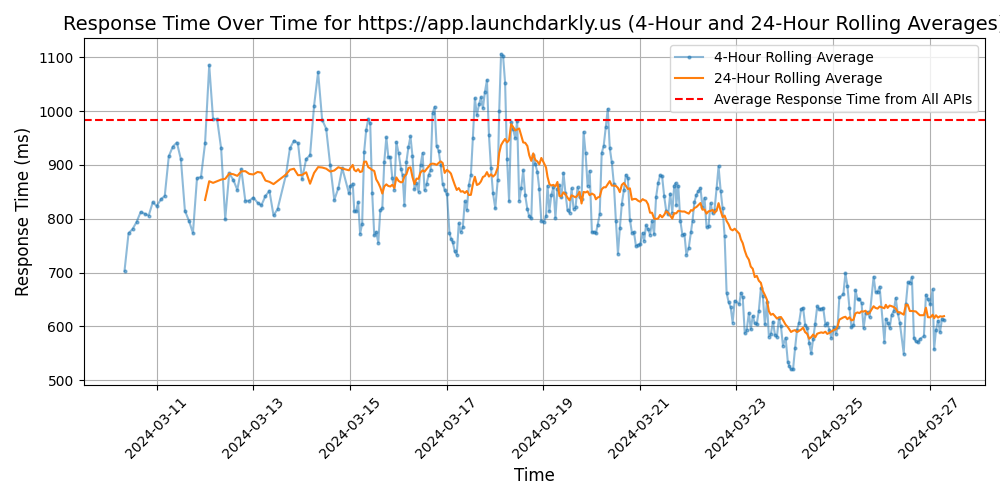 Response Time Over Time for https://app.launchdarkly.us (4-Hour and 24-Hour Rolling Averages)
4-Hour Rolling Average
24-Hour Rolling Average
Average Response Time from All APIs
Response Time (ms)
1100
1000
900
800
700
600
500
2024-03-11
2024-03-13
2024-03-15
2024-03-17
2024-03-19
2024-03-21
2024-03-23
2024-03-25
2024-03-27
Time